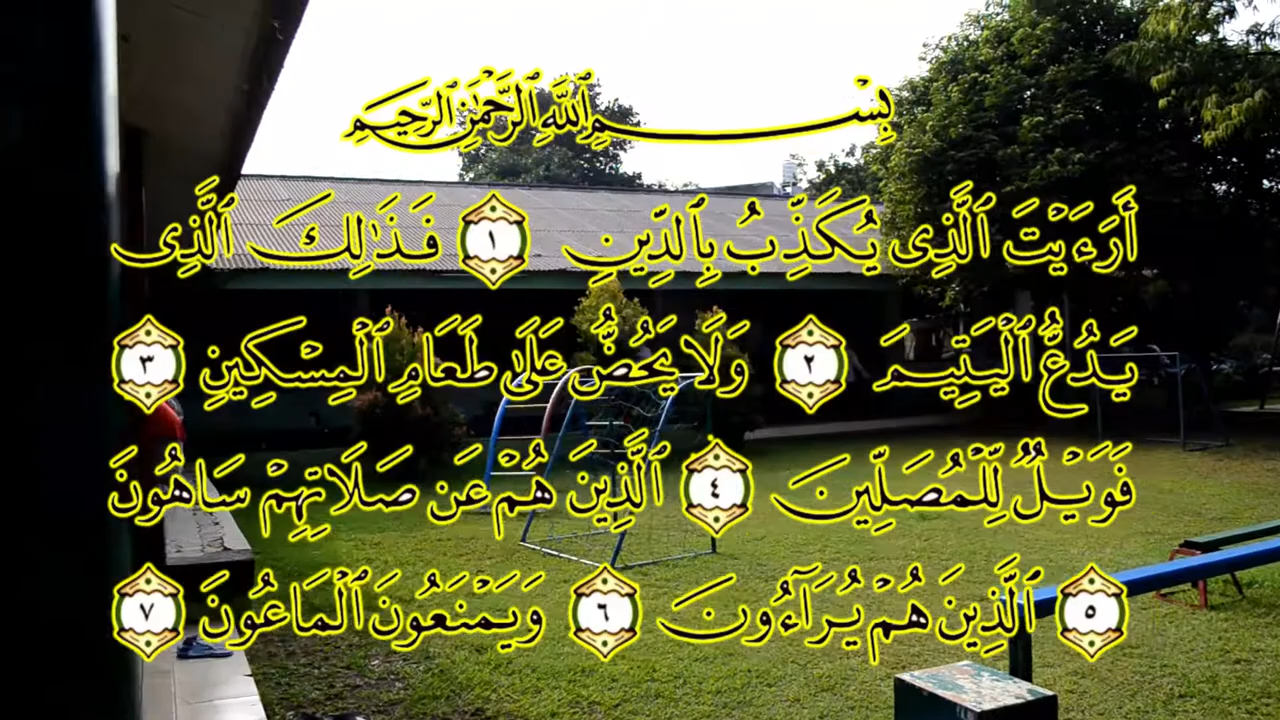 بِسْمِ ٱللَّهِ ٱلرَّحْمَٰنِ ٱلرَّحِيمِ
أَرَءَيْتَ ٱلَّذِى يُكَذِّبُ بِٱلدِّينِ ١ فَذَٰلِكَ ٱلَّذِى
يَدُعُّ ٱلْيَتِيمَ ٢ وَلَا يَحُضُّ عَلَىٰ طَعَامِ ٱلْمِسْكِينِ ٣
فَوَيْلٌ لِّلْمُصَلِّينَ ٤ ٱلَّذِينَ هُمْ عَن صَلَاتِهِمْ سَاهُونَ
٥ ٱلَّذِينَ هُمْ يُرَآءُونَ ٦ وَيَمْنَعُونَ ٱلْمَاعُونَ ٧